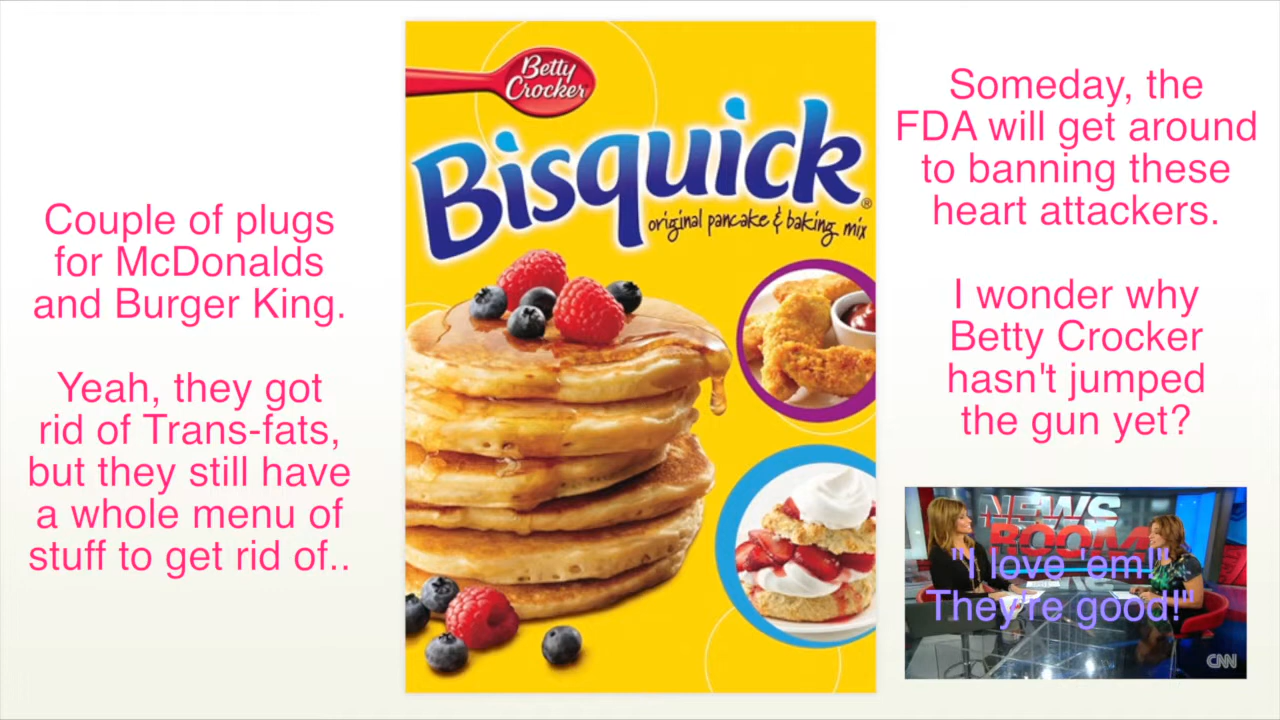 Couple of plugs
for McDonalds
and Burger King.
Yeah, they got
rid of Trans-fats,
but they still have
a whole menu of
stuff to get rid of..
Betty
Crocker
Bisquick®
original pancake & baking mix
Someday, the
FDA will get around
to banning these
heart attackers.
I wonder why
Betty Crocker
hasn't jumped
the gun yet?
NEWS
ROOM
"I love 'em!"
They're good!"
CNN